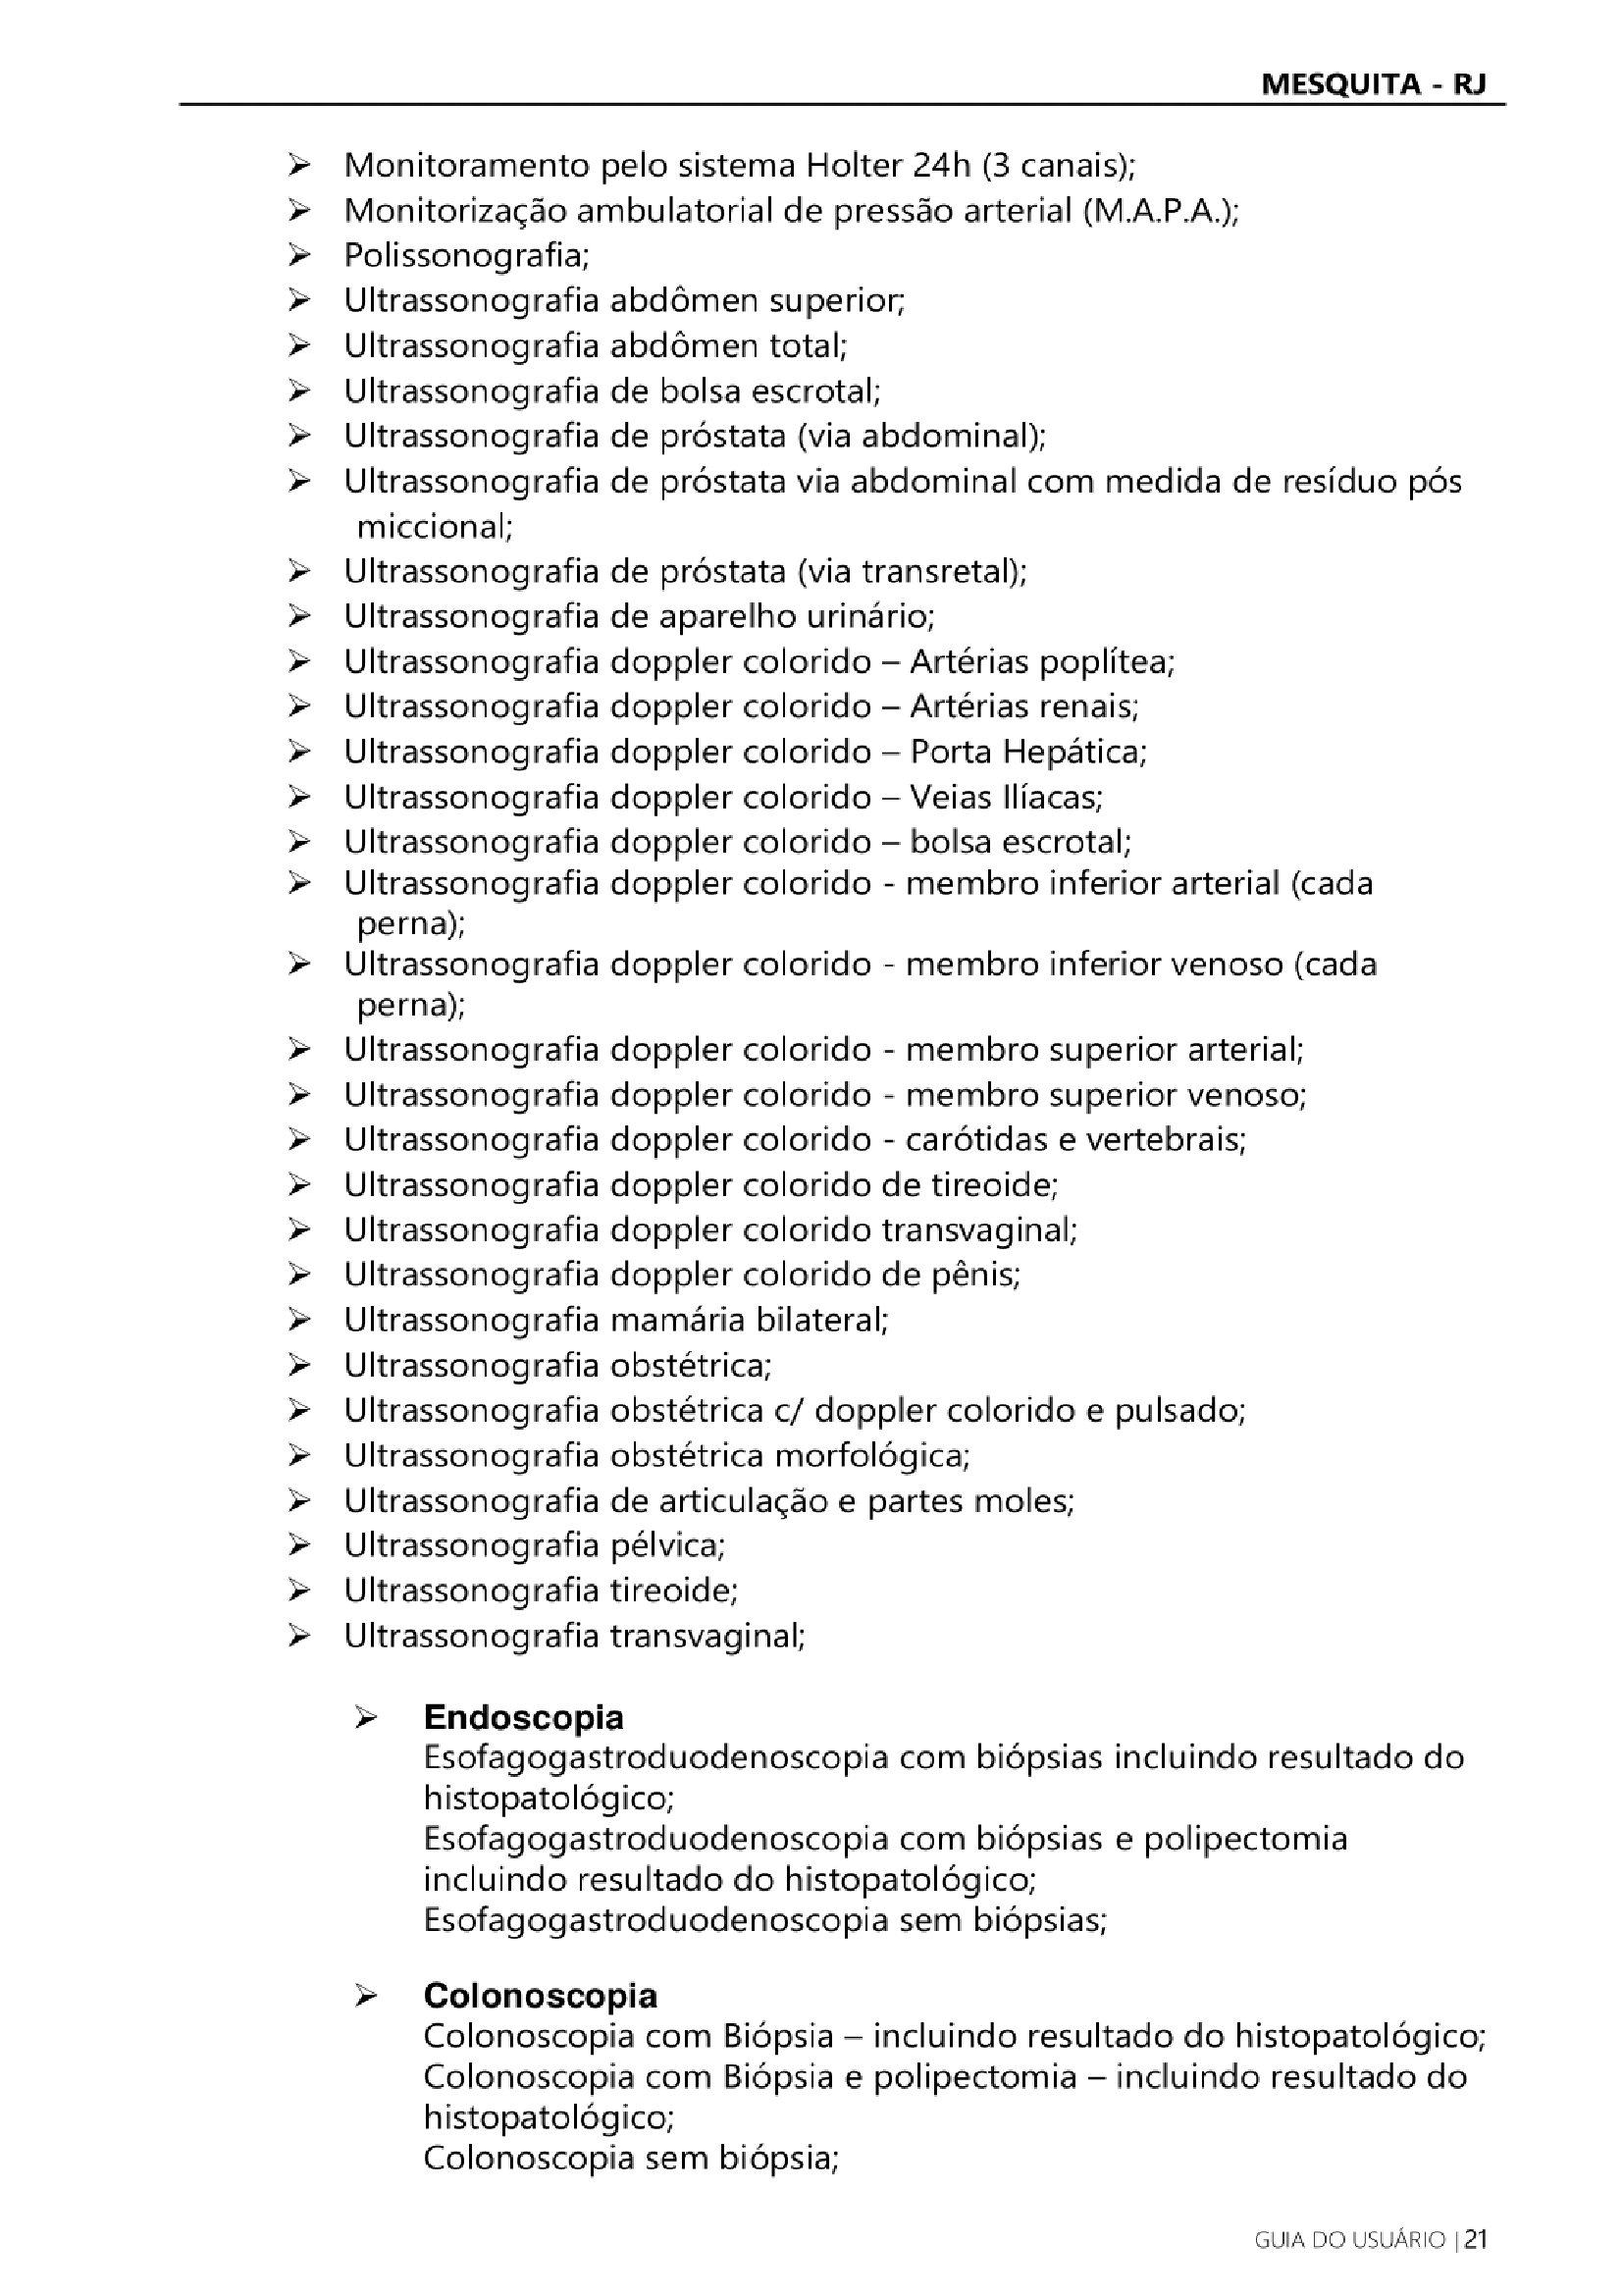 MESQUITA - RJ
➢ Monitoramento pelo sistema Holter 24h (3 canais);
➢ Monitorização ambulatorial de pressão arterial (M.A.P.A.);
➢ Polissonografia;
➢ Ultrassonografia abdômen superior;
➢ Ultrassonografia abdômen total;
➢ Ultrassonografia de bolsa escrotal;
➢ Ultrassonografia de próstata (via abdominal);
➢ Ultrassonografia de próstata via abdominal com medida de resíduo pós
miccional;
➢ Ultrassonografia de próstata (via transretal);
➢ Ultrassonografia de aparelho urinário;
➢ Ultrassonografia doppler colorido – Artérias poplítea;
➢ Ultrassonografia doppler colorido – Artérias renais;
➢ Ultrassonografia doppler colorido – Porta Hepática;
➢ Ultrassonografia doppler colorido – Veias Ilíacas;
➢ Ultrassonografia doppler colorido – bolsa escrotal;
➢ Ultrassonografia doppler colorido - membro inferior arterial (cada
perna);
➢ Ultrassonografia doppler colorido - membro inferior venoso (cada
perna);
➢ Ultrassonografia doppler colorido - membro superior arterial;
➢ Ultrassonografia doppler colorido - membro superior venoso;
➢ Ultrassonografia doppler colorido - carótidas e vertebrais;
➢ Ultrassonografia doppler colorido de tireoide;
➢ Ultrassonografia doppler colorido transvaginal;
➢ Ultrassonografia doppler colorido de pênis;
➢ Ultrassonografia mamária bilateral;
➢ Ultrassonografia obstétrica;
➢ Ultrassonografia obstétrica c/ doppler colorido e pulsado;
➢ Ultrassonografia obstétrica morfológica;
➢ Ultrassonografia de articulação e partes moles;
➢ Ultrassonografia pélvica;
➢ Ultrassonografia tireoide;
➢ Ultrassonografia transvaginal;
➢ Endoscopia
Esofagogastroduodenoscopia com biópsias incluindo resultado do
histopatológico;
Esofagogastroduodenoscopia com biópsias e polipectomia
incluindo resultado do histopatológico;
Esofagogastroduodenoscopia sem biópsias;
➢ Colonoscopia
Colonoscopia com Biópsia – incluindo resultado do histopatológico;
Colonoscopia com Biópsia e polipectomia – incluindo resultado do
histopatológico;
Colonoscopia sem biópsia;
GUIA DO USUÁRIO |21